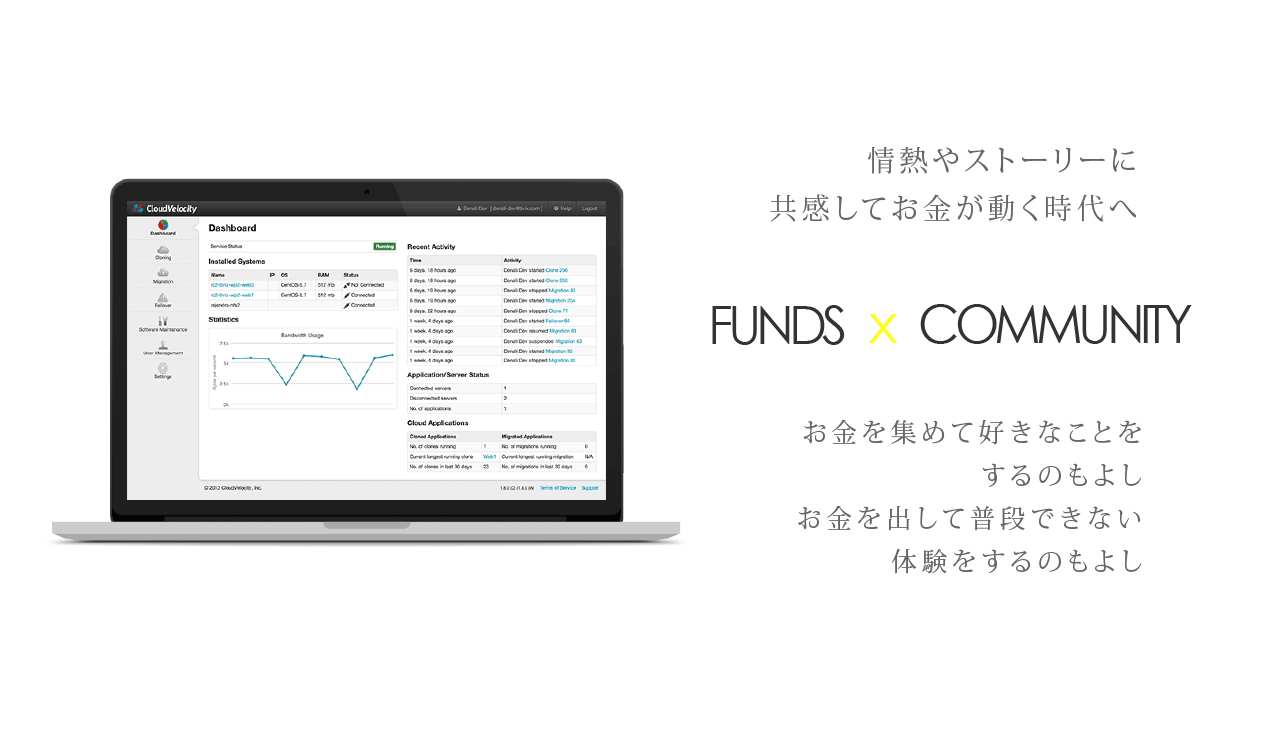 情熱やストーリーに
共感してお金が動く時代へ
FUNDS x COMMUNITY
お金を集めて好きなことを
するのもよし
お金を出して普段できない
体験をするのもよし
CloudVelocity
Denali Dev [ denali-dev@bvix.com ] Help Logout
Dashboard
Cloning
Migration
Failover
Software Maintenance
User Management
Settings
Dashboard
Service Status Running
Installed Systems
Name IP OS RAM Status
CentOS-5.7 512 mb Not Connected
CentOS-5.7 512 mb Connected
Connected
Statistics
Bandwidth Usage
Bytes per second
7.5k
5k
2.5k
0k
Recent Activity
Time Activity
5 days, 18 hours ago Denali Dev started Clone
5 days, 18 hours ago Denali Dev started Clone
5 days, 19 hours ago Denali Dev stopped Migration
5 days, 19 hours ago Denali Dev started Migration
5 days, 22 hours ago Denali Dev stopped Clone 77
1 week, 4 days ago Denali Dev started Failover
1 week, 4 days ago Denali Dev resumed Migration
1 week, 4 days ago Denali Dev suspended Migration
1 week, 4 days ago Denali Dev started Migration
1 week, 4 days ago Denali Dev stopped Migration
Application/Server Status
Connected servers 1
Disconnected servers 2
No. of applications 1
Cloud Applications
Cloned Applications Migrated Applications
No. of clones running 1 No. of migrations running 0
Current longest running clone Web1 Current longest running migration N/A
No. of clones in last 30 days 23 No. of migrations in last 30 days 6
© 2013 CloudVelocity, Inc.
Terms of Service Support